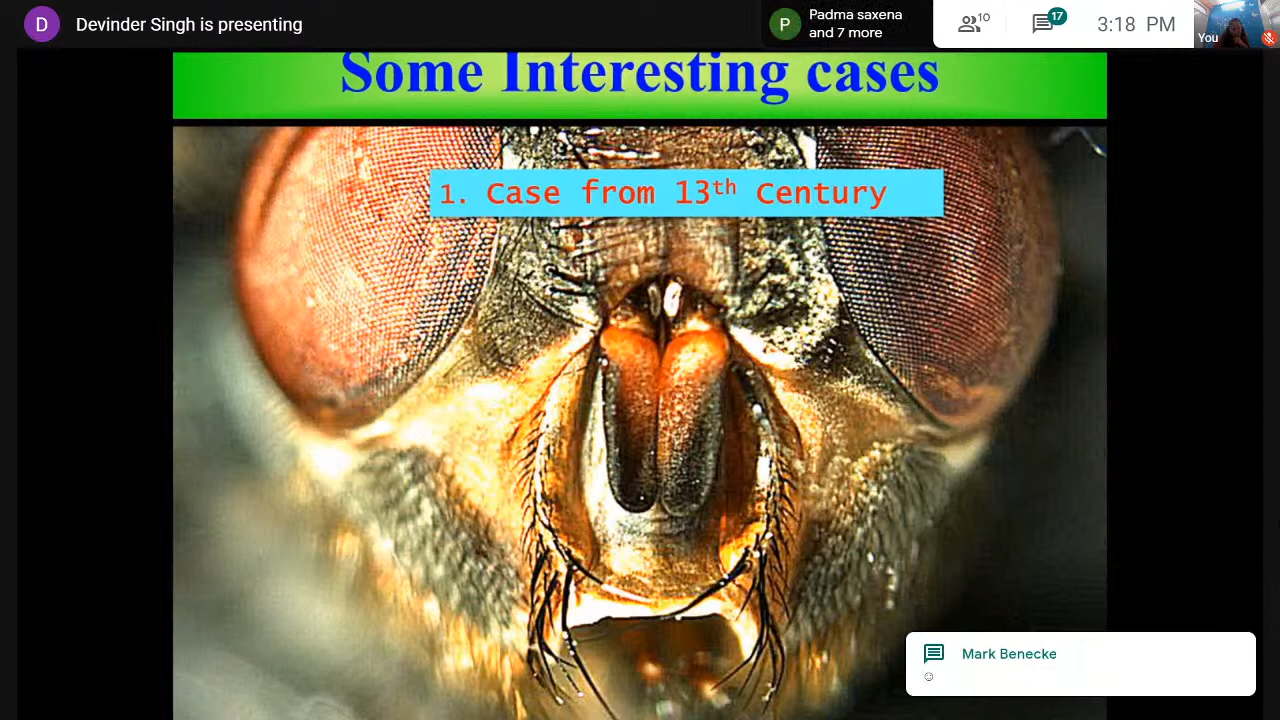 D
Devinder Singh is presenting
P
Padma saxena
and 7 more
10
17
3:18 PM
You
Some Interesting cases
1. Case from 13th Century
Mark Benecke
☺